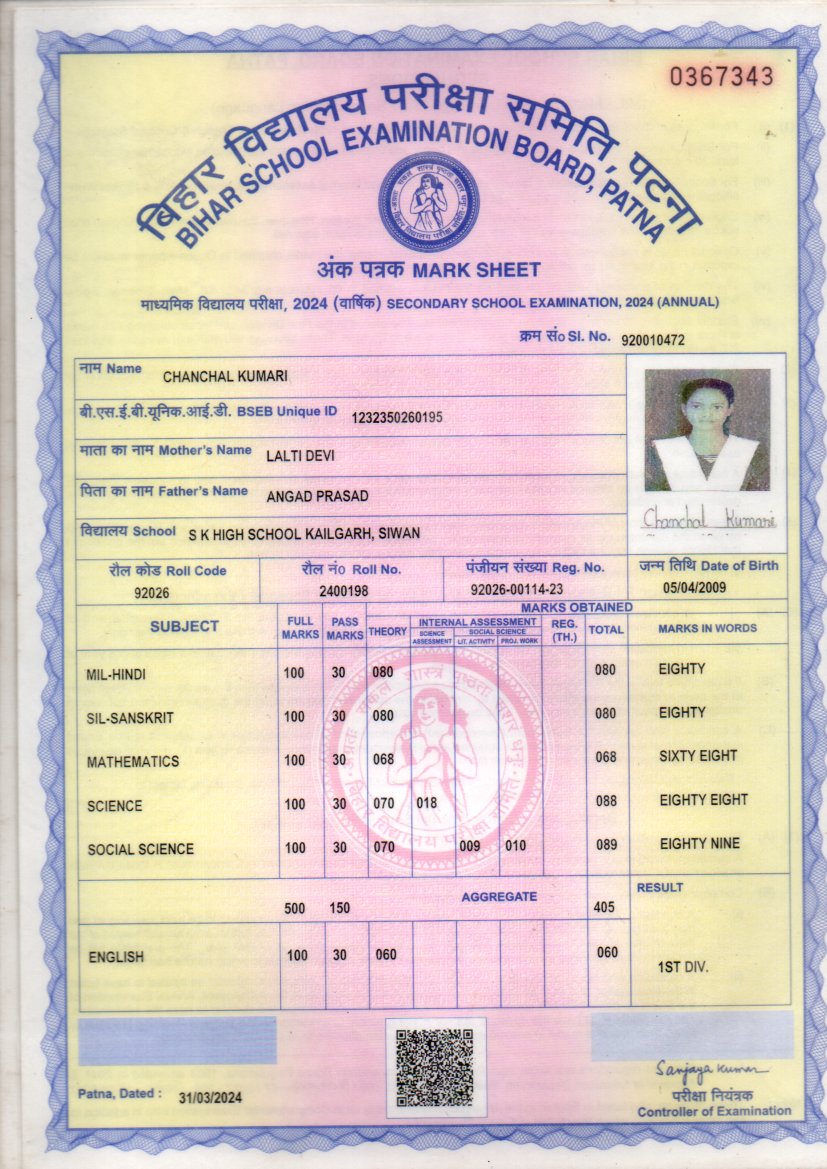 0367343
बिहार विद्यालय परीक्षा समिति, पटना
BIHAR SCHOOL EXAMINATION BOARD, PATNA
अंक पत्रक MARK SHEET
माध्यमिक विद्यालय परीक्षा, 2024 (वार्षिक) SECONDARY SCHOOL EXAMINATION, 2024 (ANNUAL)
क्रम सं० Sl. No. 920010472
नाम Name CHANCHAL KUMARI
बी.एस.ई.बी.यूनिक.आई.डी. BSEB Unique ID 1232350260195
माता का नाम Mother's Name LALTI DEVI
पिता का नाम Father's Name ANGAD PRASAD
Chanchal Kumari
विद्यालय School S K HIGH SCHOOL KAILGARH, SIWAN
रौल कोड Roll Code रौल नं० Roll No. पंजीयन संख्या Reg. No. जन्म तिथि Date of Birth
92026 2400198 92026-00114-23 05/04/2009
MARKS OBTAINED
SUBJECT FULL MARKS PASS MARKS THEORY INTERNAL ASSESSMENT REG. (TH.) TOTAL MARKS IN WORDS
SCIENCE ASSESSMENT SOCIAL SCIENCE
LIT. ACTIVITY PROJ. WORK
MIL-HINDI 100 30 080 080 EIGHTY
SIL-SANSKRIT 100 30 080 080 EIGHTY
MATHEMATICS 100 30 068 068 SIXTY EIGHT
SCIENCE 100 30 070 018 088 EIGHTY EIGHT
SOCIAL SCIENCE 100 30 070 009 010 089 EIGHTY NINE
AGGREGATE RESULT
500 150 405
ENGLISH 100 30 060 060
1ST DIV.
Sanjaya Kumar
Patna, Dated : 31/03/2024
परीक्षा नियंत्रक
Controller of Examination